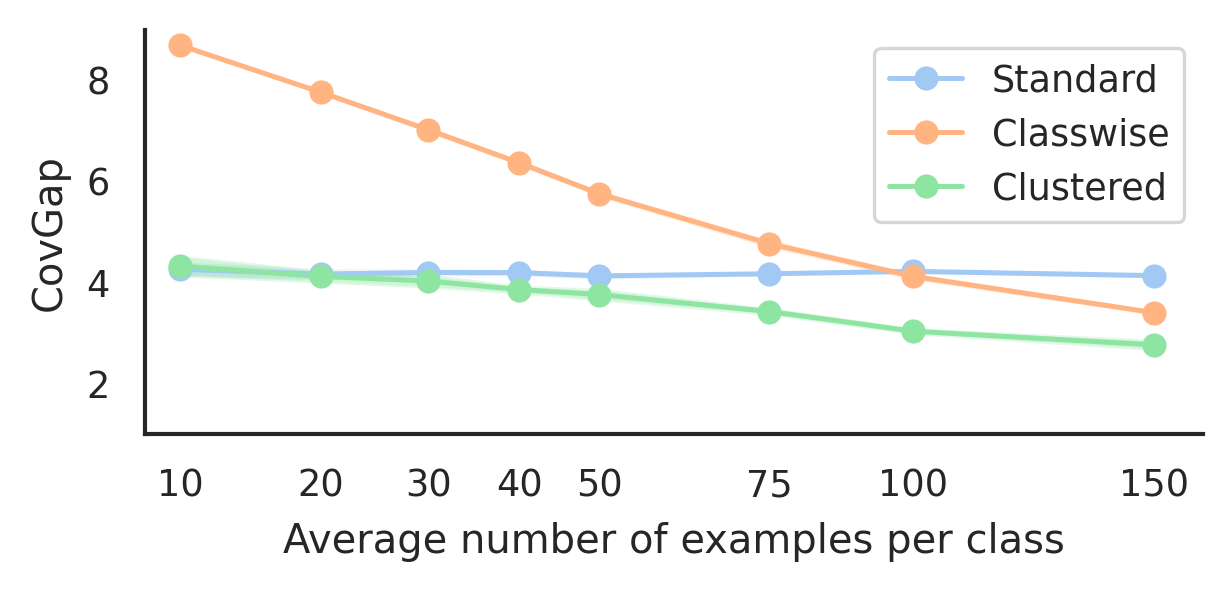 CovGap
8
6
4
2
Standard
Classwise
Clustered
10 20 30 40 50 75 100 150
Average number of examples per class